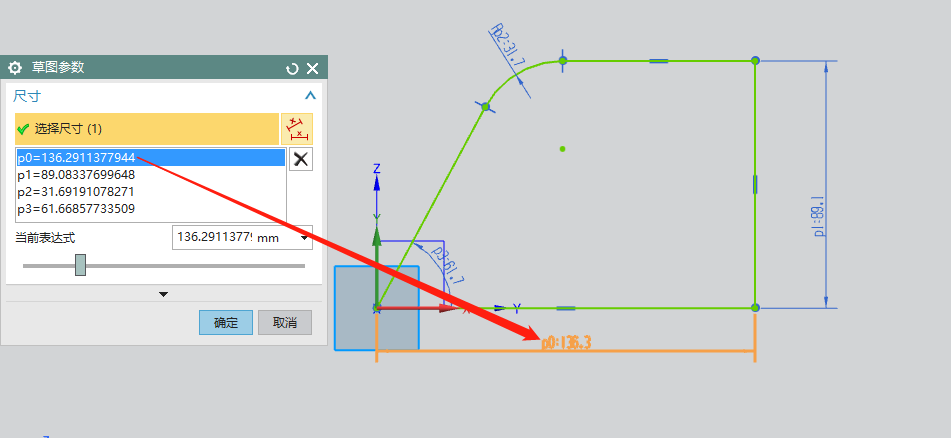 草图参数
尺寸
选择尺寸 (1)
p0=136.2911377944
p1=89.08337699648
p2=31.69191078271
p3=61.66857733509
当前表达式
136.29113779 mm
确定
取消
Rp2:31.7
Z
Y
p3:61.7
X
Y
p1:89.1
p0:136.3